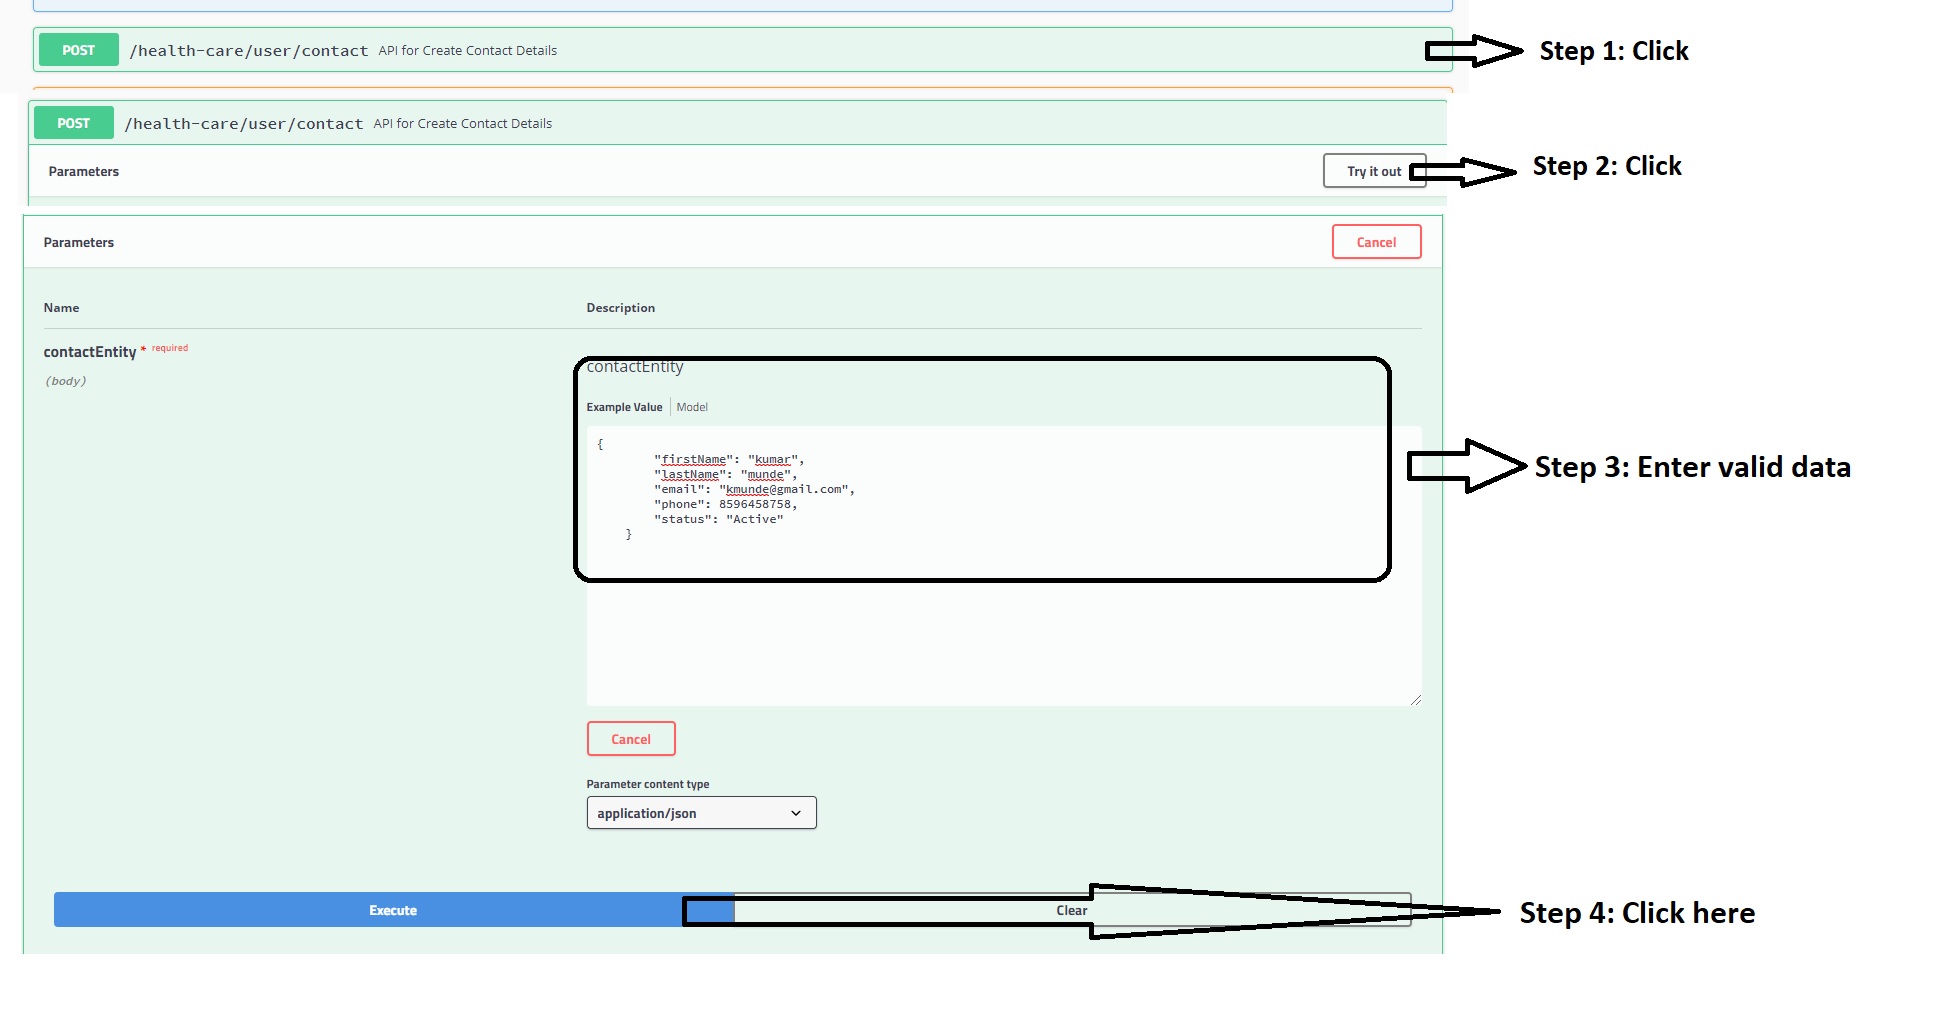 POST /health-care/user/contact API for Create Contact Details
Step 1: Click
POST /health-care/user/contact API for Create Contact Details
Parameters
Try it out
Step 2: Click
Parameters
Cancel
Name Description
contactEntity * required
(body)
contactEntity
Example Value Model
{
"firstName": "kumar",
"lastName": "munde",
"email": "kmunde@gmail.com",
"phone": 8596458758,
"status": "Active"
}
Step 3: Enter valid data
Cancel
Parameter content type
application/json
Execute
Clear
Step 4: Click here